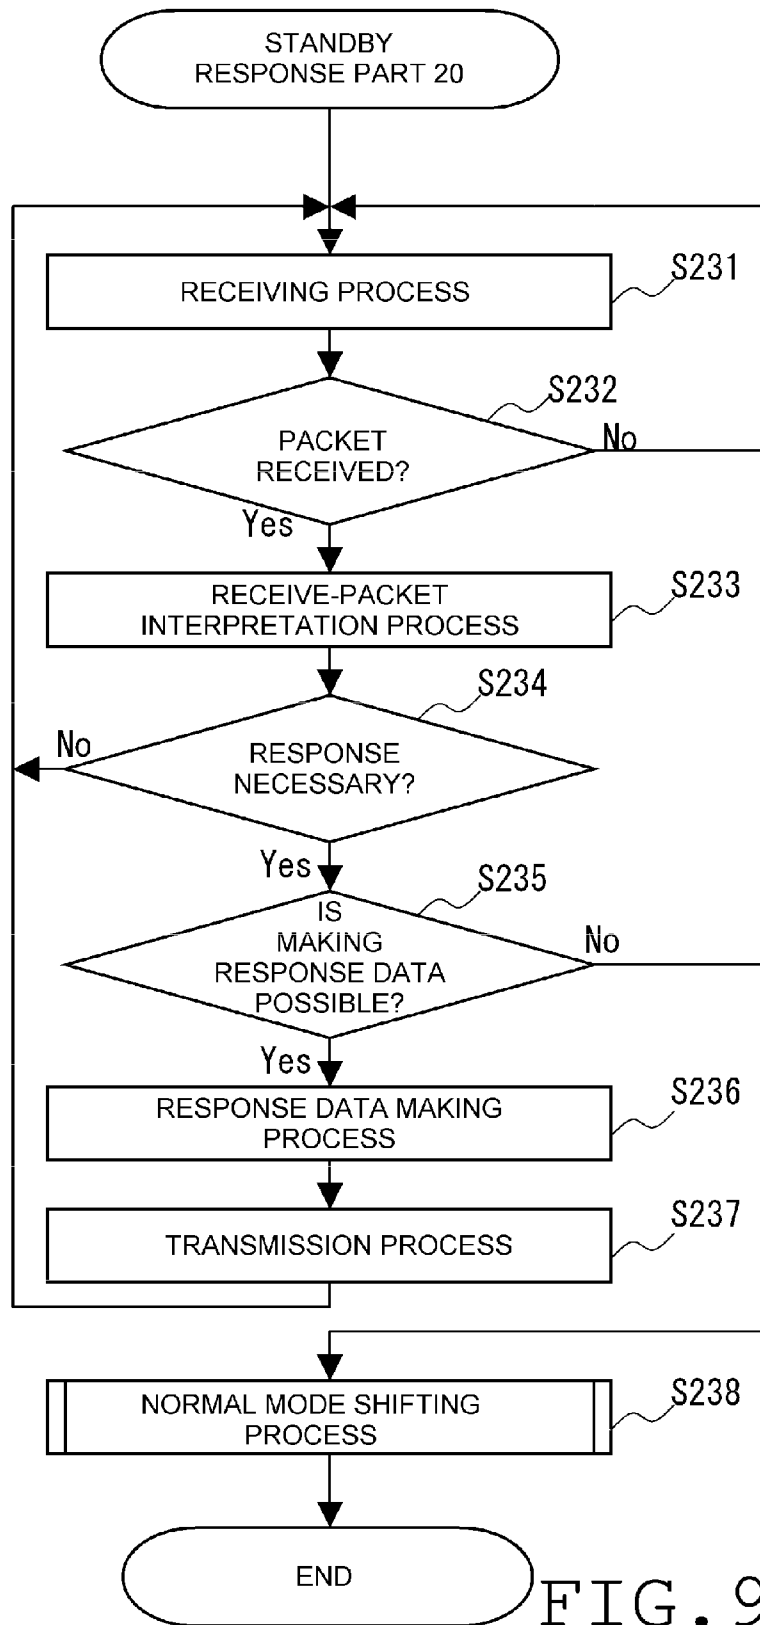 STANDBY
RESPONSE PART 20
RECEIVING PROCESS
S231
S232
PACKET
RECEIVED?
No
Yes
RECEIVE-PACKET
INTERPRETATION PROCESS
S233
S234
No
RESPONSE
NECESSARY?
Yes
S235
IS
MAKING
RESPONSE DATA
POSSIBLE?
No
Yes
RESPONSE DATA MAKING
PROCESS
S236
TRANSMISSION PROCESS
S237
NORMAL MODE SHIFTING
PROCESS
S238
END
FIG.9